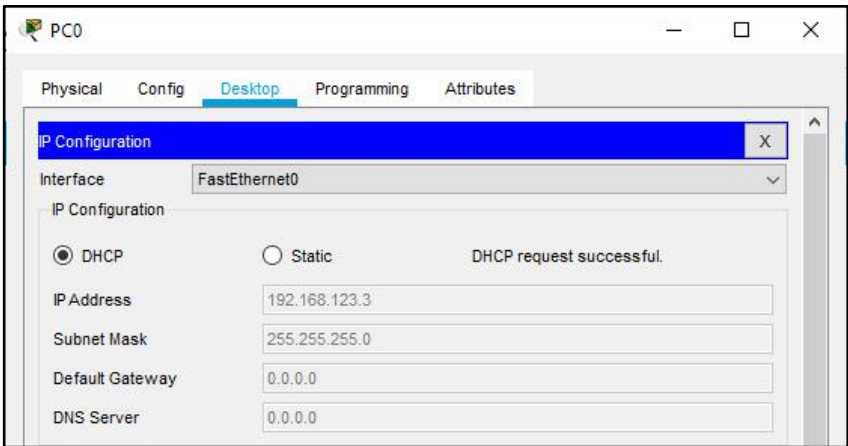 PC0
Physical Config Desktop Programming Attributes
IP Configuration X
Interface FastEthernet0
IP Configuration
DHCP Static DHCP request successful.
IP Address 192.168.123.3
Subnet Mask 255.255.255.0
Default Gateway 0.0.0.0
DNS Server 0.0.0.0